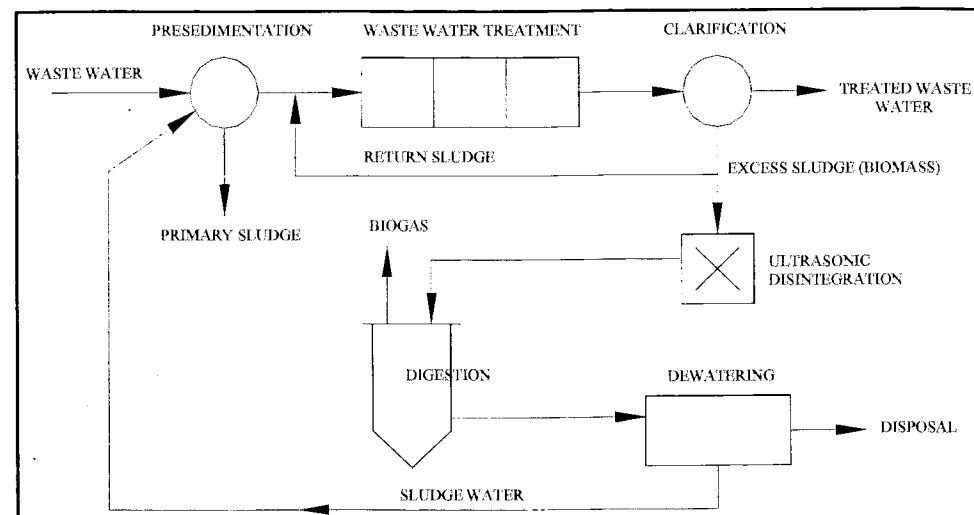 PRESEDIMENTATION
WASTE WATER TREATMENT
CLARIFICATION
WASTE WATER
TREATED WASTE
WATER
RETURN SLUDGE
EXCESS SLUDGE (BIOMASS)
PRIMARY SLUDGE
BIOGAS
ULTRASONIC
DISINTEGRATION
DIGESTION
DEWATERING
DISPOSAL
SLUDGE WATER